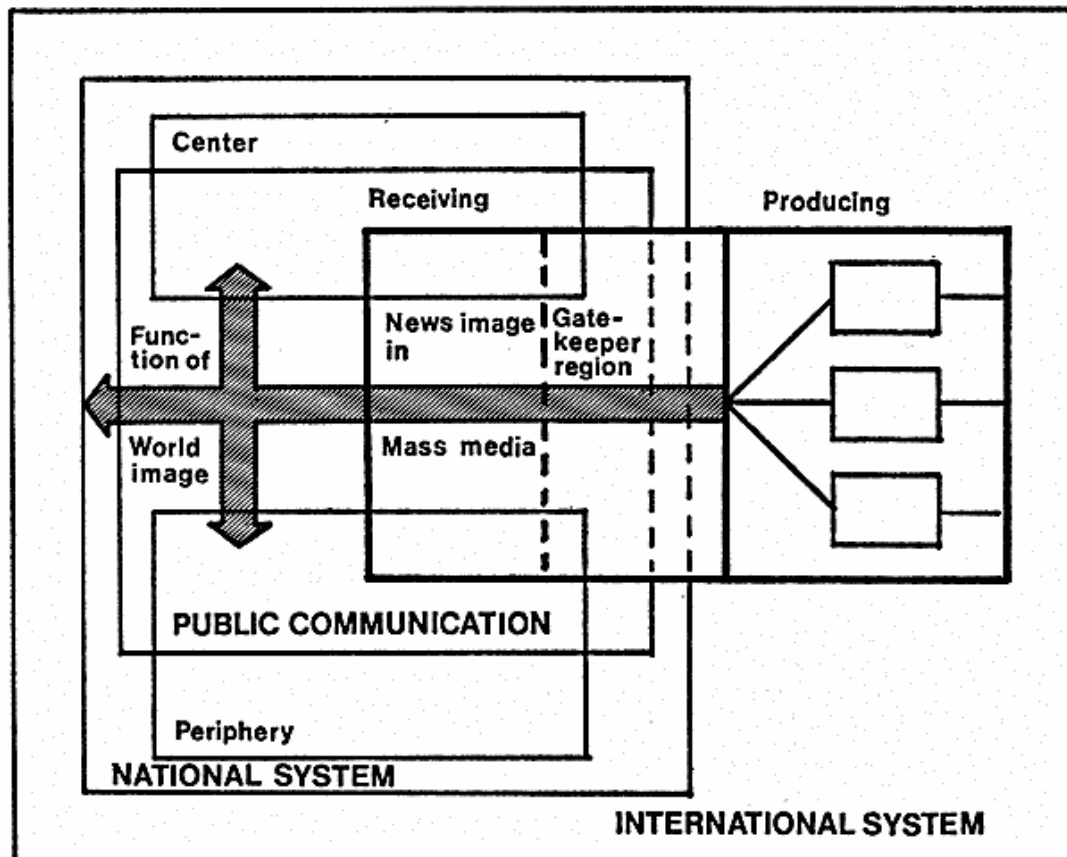 Center
Receiving
Producing
Func-
tion of
News image
in
Gate-
keeper
region
World
image
Mass media
PUBLIC COMMUNICATION
Periphery
NATIONAL SYSTEM
INTERNATIONAL SYSTEM